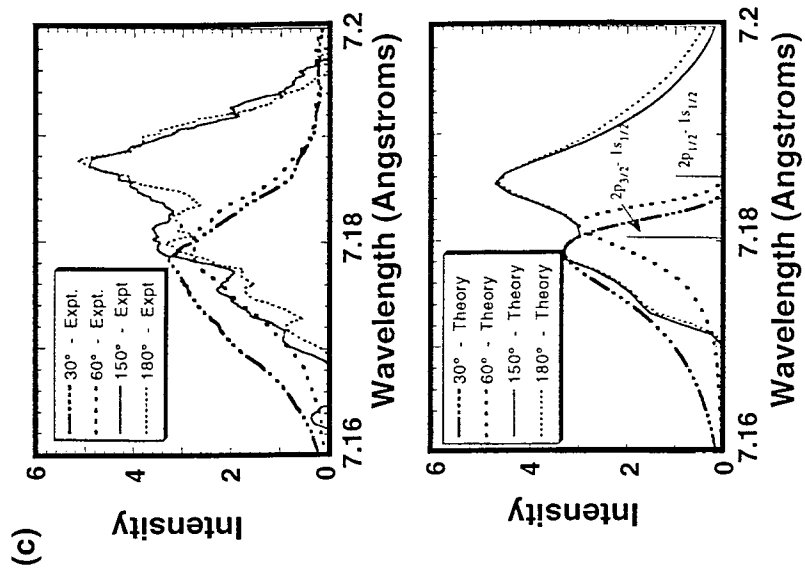 (c)
Intensity
6
4
2
0
30° - Expt.
60° - Expt.
150° - Expt
180° - Expt
7.16
7.18
7.2
Wavelength (Angstroms)
Intensity
6
4
2
0
30° - Theory
60° - Theory
150° - Theory
180° - Theory
2p3/2- 1s1/2
2p1/2- 1s1/2
7.16
7.18
7.2
Wavelength (Angstroms)